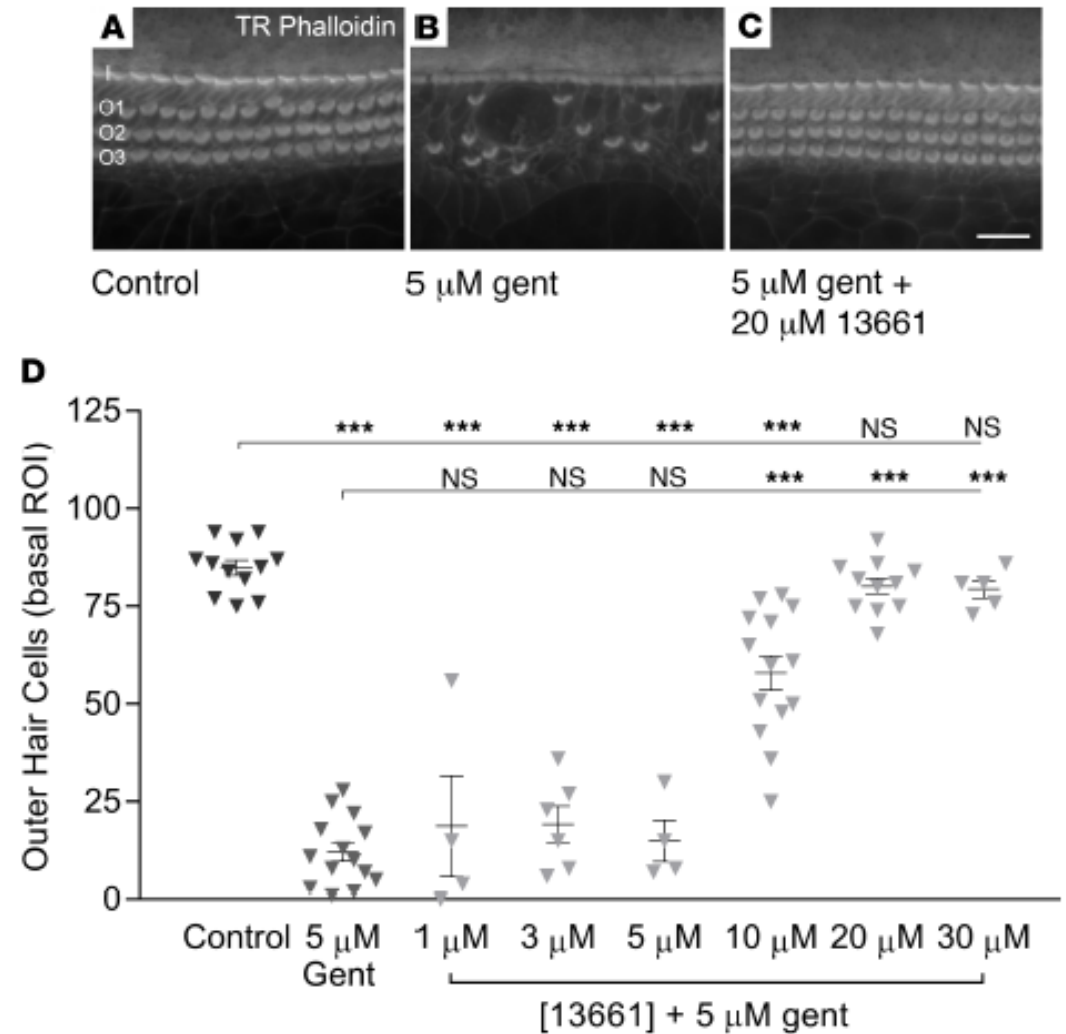 A TR Phalloidin B C
I
O1
O2
O3
Control 5 μM gent 5 μM gent +
20 μM 13661
D
Outer Hair Cells (basal ROI)
125
100
75
50
25
0
*** *** *** *** *** NS NS
NS NS NS *** *** ***
Control 5 μM 1 μM 3 μM 5 μM 10 μM 20 μM 30 μM
Gent
[13661] + 5 μM gent